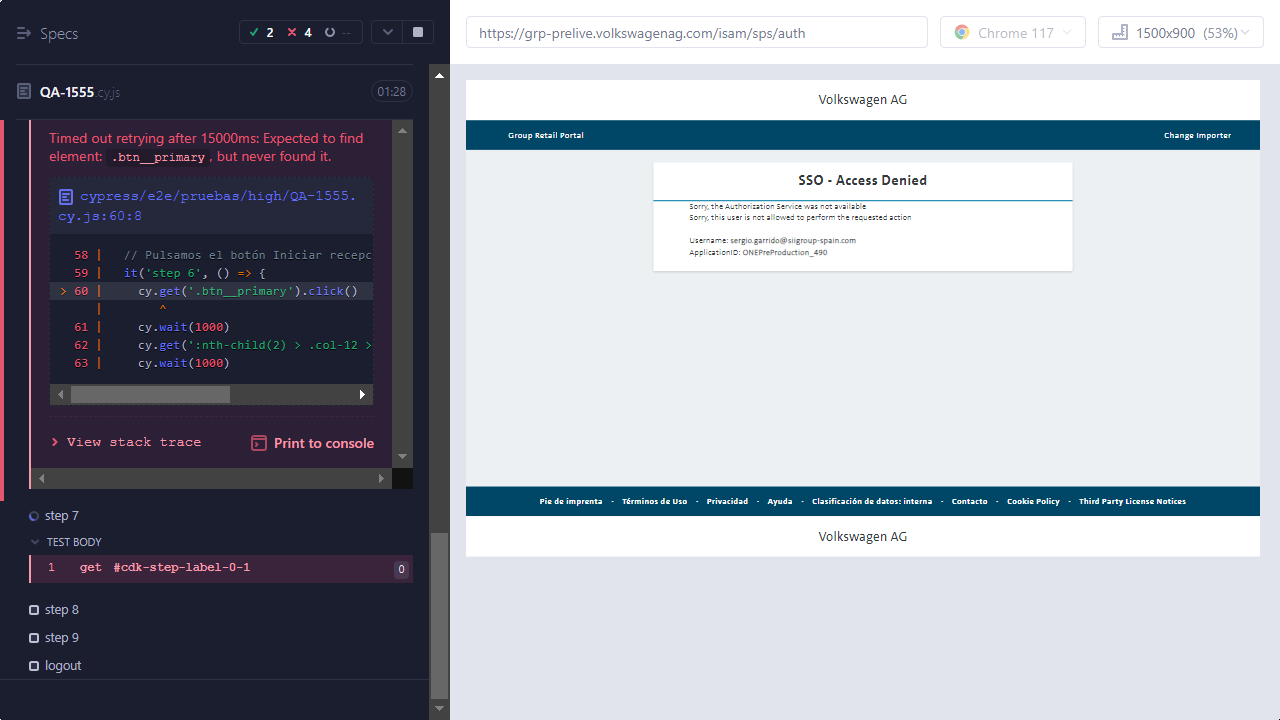 Specs
2
4
--
https://grp-prelive.volkswagenag.com/isam/sps/auth
Chrome 117
1500x900 (53%)
QA-1555.cy.js
01:28
Timed out retrying after 15000ms: Expected to find
element: .btn__primary, but never found it.
cypress/e2e/pruebas/high/QA-1555.
cy.js:60:8
58 | // Pulsamos el botón Iniciar recepc
59 | it('step 6', () => {
> 60 | cy.get('.btn__primary').click()
| ^
61 | cy.wait(1000)
62 | cy.get(':nth-child(2) > .col-12 >
63 | cy.wait(1000)
> View stack trace
Print to console
step 7
TEST BODY
1 get #cdk-step-label-0-1 0
step 8
step 9
logout
Volkswagen AG
Group Retail Portal
Change Importer
SSO - Access Denied
Sorry, the Authorization Service was not available
Sorry, this user is not allowed to perform the requested action
Username: sergio.garrido@siigroup-spain.com
ApplicationID: ONEPreProduction_490
Pie de imprenta - Términos de Uso - Privacidad - Ayuda - Clasificación de datos: interna - Contacto - Cookie Policy - Third Party License Notices
Volkswagen AG